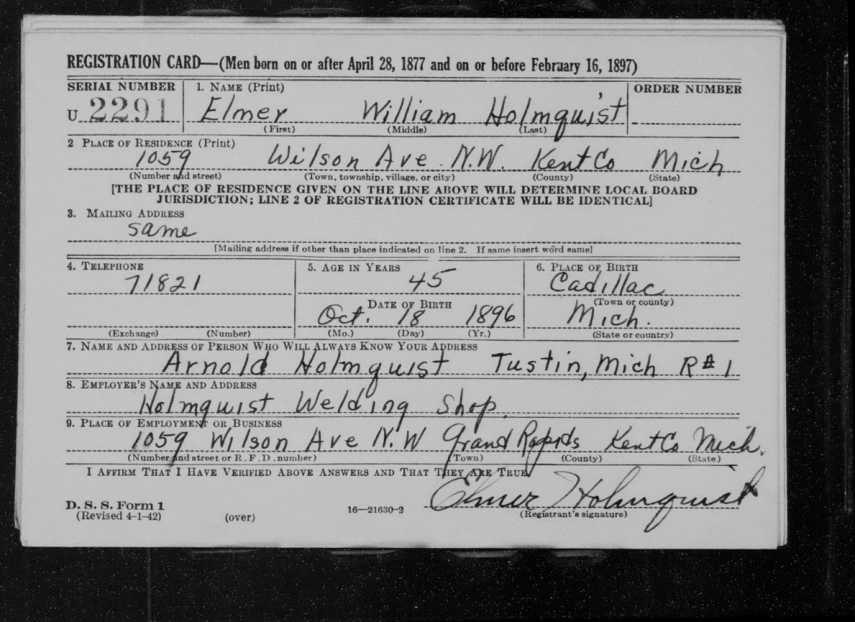 REGISTRATION CARD—(Men born on or after April 28, 1877 and on or before February 16, 1897)
SERIAL NUMBER 1. NAME (Print) ORDER NUMBER
U 2291 Elmer William Holmquist
(First) (Middle) (Last)
2 PLACE OF RESIDENCE (Print)
1059 Wilson Ave. N.W. Kent Co Mich
(Number and street) (Town, township, village, or city) (County) (State)
[THE PLACE OF RESIDENCE GIVEN ON THE LINE ABOVE WILL DETERMINE LOCAL BOARD
JURISDICTION; LINE 2 OF REGISTRATION CERTIFICATE WILL BE IDENTICAL]
3. MAILING ADDRESS
same
[Mailing address if other than place indicated on line 2. If same insert word same]
4. TELEPHONE 5. AGE IN YEARS 6. PLACE OF BIRTH
71821 45 Cadillac
DATE OF BIRTH (Town or county)
Oct. 18 1896 Mich.
(Exchange) (Number) (Mo.) (Day) (Yr.) (State or country)
7. NAME AND ADDRESS OF PERSON WHO WILL ALWAYS KNOW YOUR ADDRESS
Arnold Holmquist Tustin, Mich R#1
8. EMPLOYER'S NAME AND ADDRESS
Holmquist Welding Shop.
9. PLACE OF EMPLOYMENT OR BUSINESS
1059 Wilson Ave N.W Grand Rapids Kent Co Mich.
(Number and street or R. F. D. number) (Town) (County) (State)
I AFFIRM THAT I HAVE VERIFIED ABOVE ANSWERS AND THAT THEY ARE TRUE
Elmer Holmquist
D. S. S. Form 1
(Revised 4-1-42) (over) 16—21630-2 (Registrant's signature)